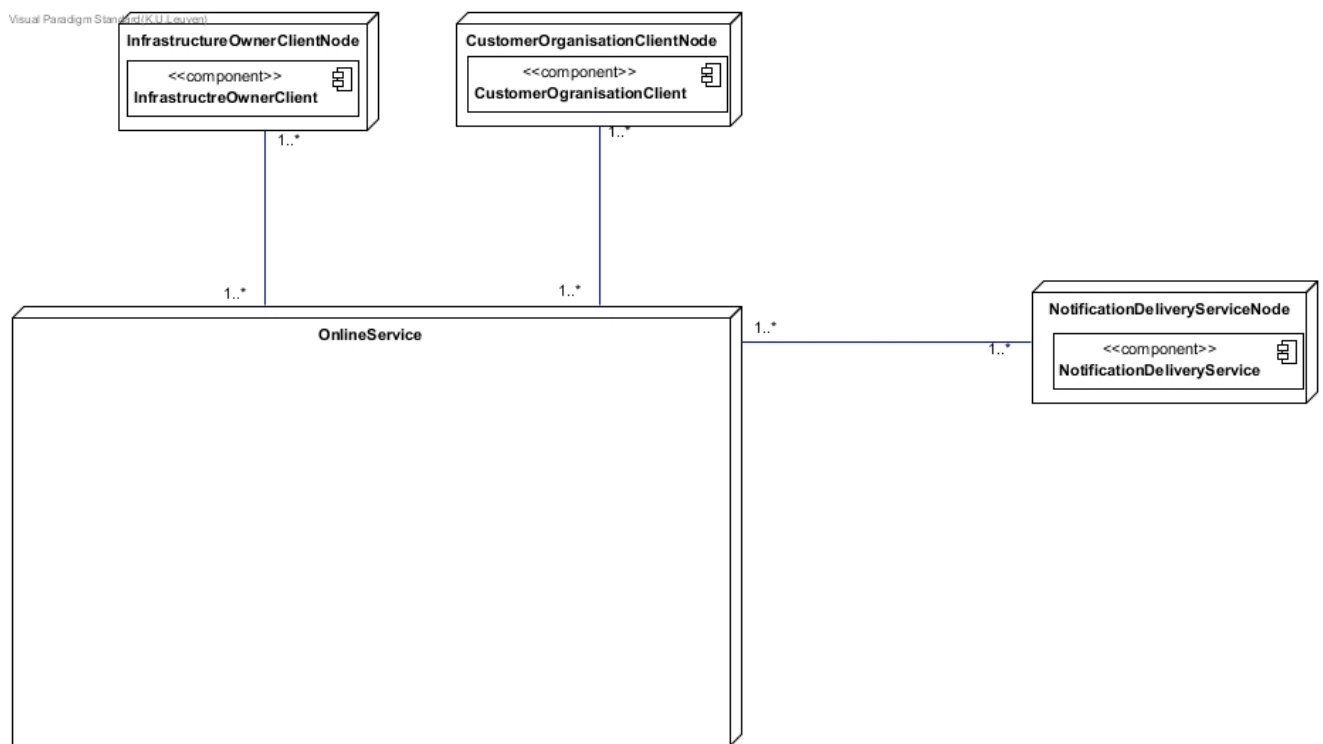 Visual Paradigm Standard(K.U.Leuven)
InfrastructureOwnerClientNode
<<component>>
InfrastructreOwnerClient
1..*
CustomerOrganisationClientNode
<<component>>
CustomerOgranisationClient
1..*
1..*
1..*
OnlineService
1..*
1..*
NotificationDeliveryServiceNode
<<component>>
NotificationDeliveryService